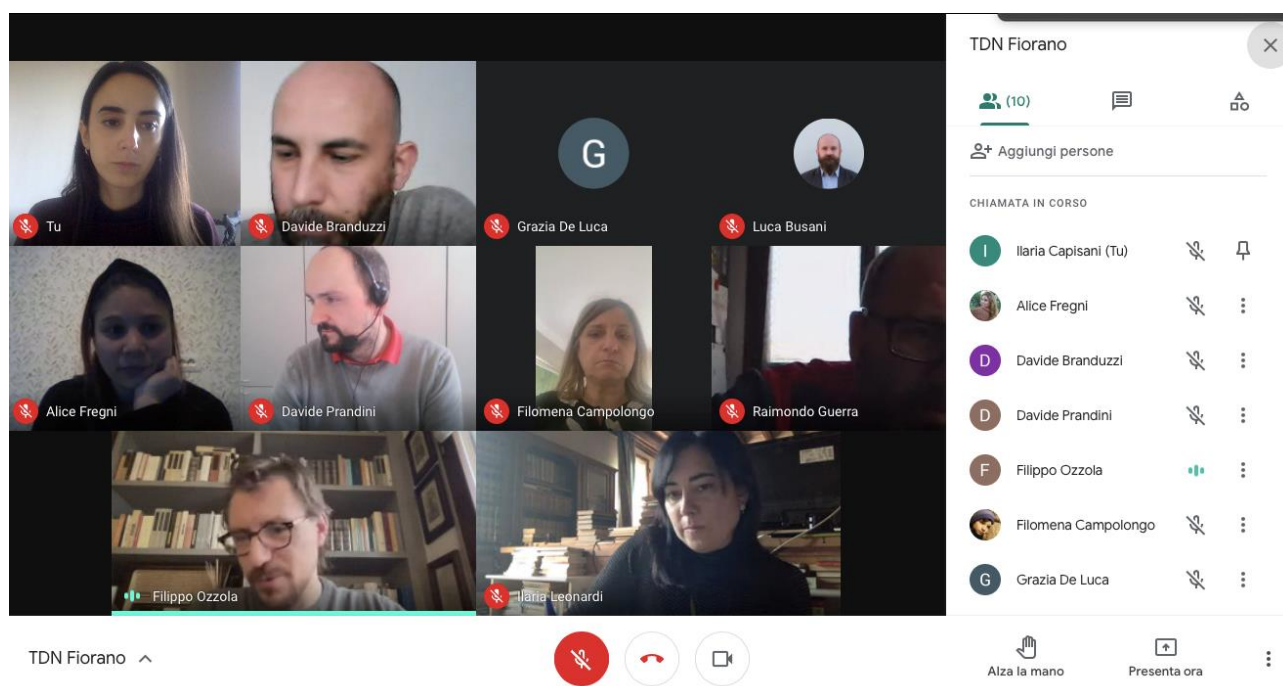 Tu
Davide Branduzzi
G
Grazia De Luca
Luca Busani
Alice Fregni
Davide Prandini
Filomena Campolongo
Raimondo Guerra
Filippo Ozzola
Ilaria Leonardi
TDN Fiorano
TDN Fiorano
(10)
Aggiungi persone
CHIAMATA IN CORSO
I Ilaria Capisani (Tu)
Alice Fregni
D Davide Branduzzi
D Davide Prandini
F Filippo Ozzola
Filomena Campolongo
G Grazia De Luca
Alza la mano
Presenta ora